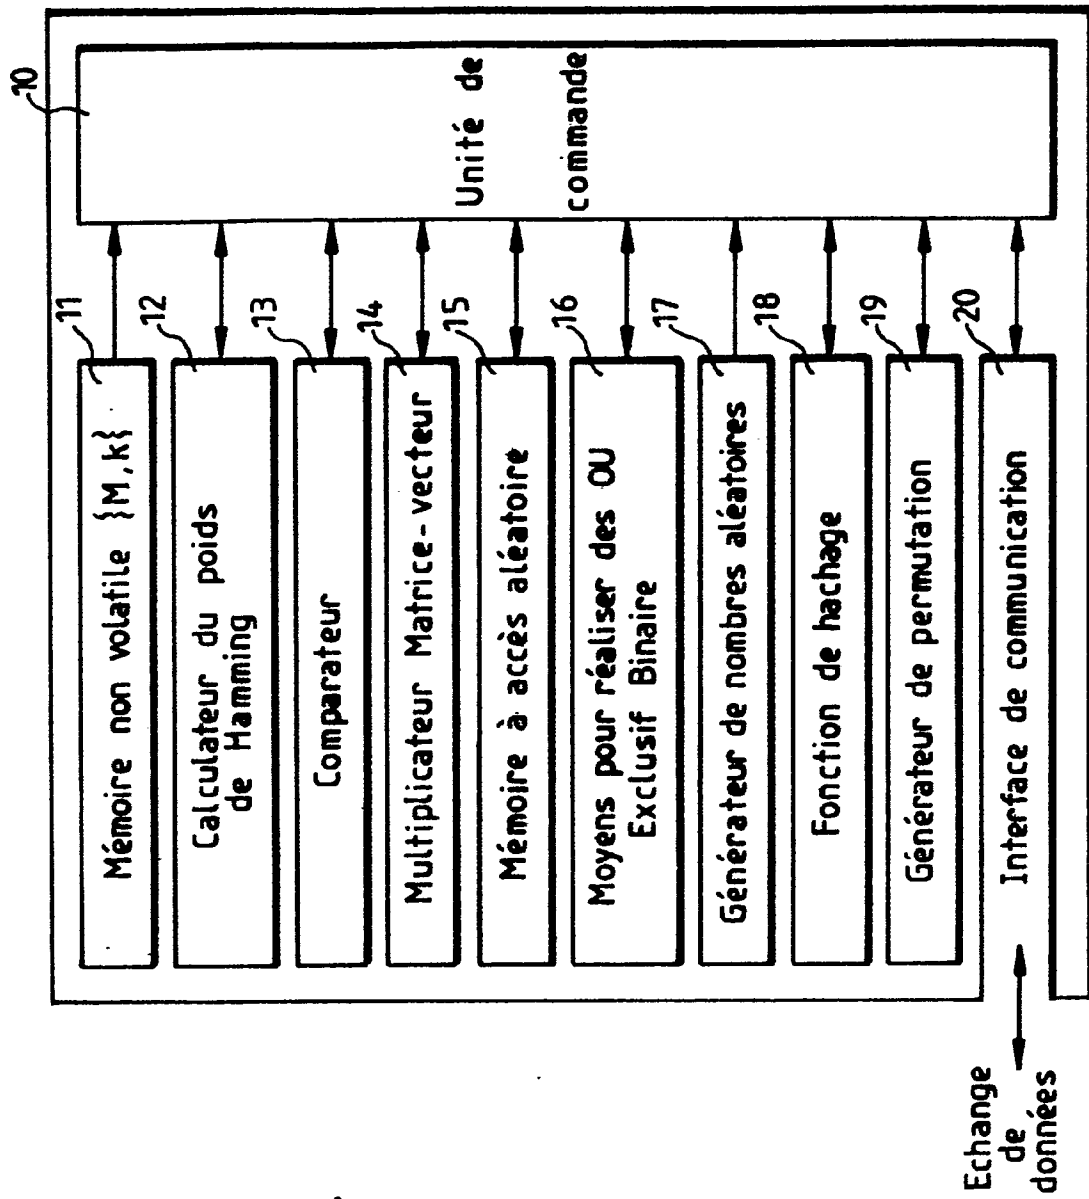 10
Unité de
commande
11
Mémoire non volatile }M,k{
12
Calculateur du poids
de Hamming
13
Comparateur
14
Multiplicateur Matrice-vecteur
15
Mémoire à accès aléatoire
16
Moyens pour réaliser des OU
Exclusif Binaire
17
Générateur de nombres aléatoires
18
Fonction de hachage
19
Générateur de permutation
20
Interface de communication
Echange
de
données